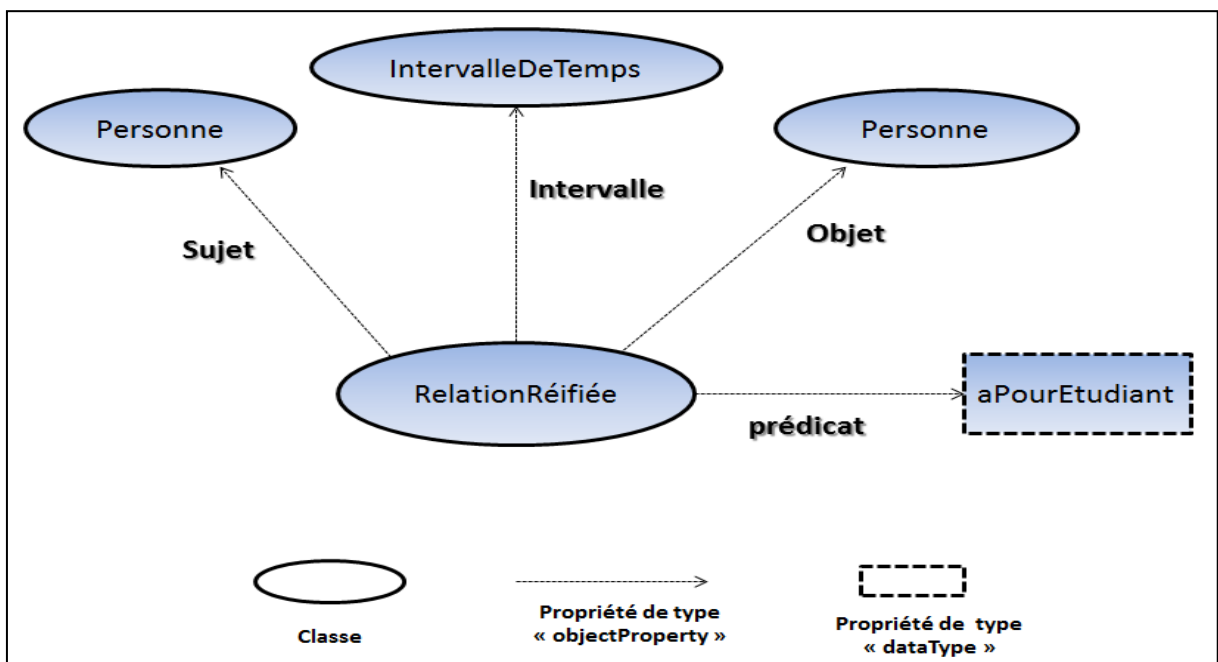 IntervalleDeTemps
Personne
Personne
Intervalle
Sujet
Objet
RelationRéifiée
aPourEtudiant
prédicat
Classe
Propriété de type
« objectProperty »
Propriété de type
« dataType »